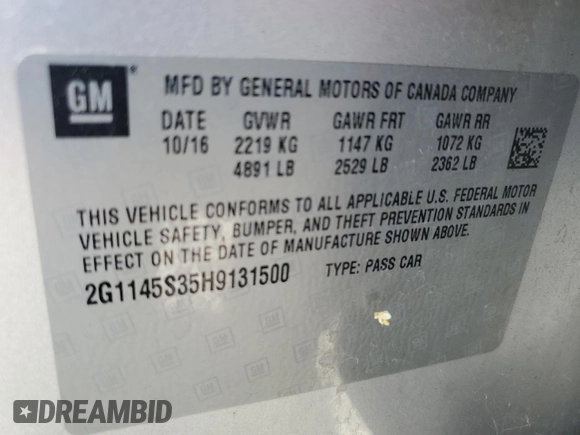 GM ® MFD BY GENERAL MOTORS OF CANADA COMPANY
DATE GVWR GAWR FRT GAWR RR
10/16 2219 KG 1147 KG 1072 KG
4891 LB 2529 LB 2362 LB
THIS VEHICLE CONFORMS TO ALL APPLICABLE U.S. FEDERAL MOTOR
VEHICLE SAFETY, BUMPER, AND THEFT PREVENTION STANDARDS IN
EFFECT ON THE DATE OF MANUFACTURE SHOWN ABOVE.
2G1145S35H9131500 TYPE: PASS CAR
DREAMBID